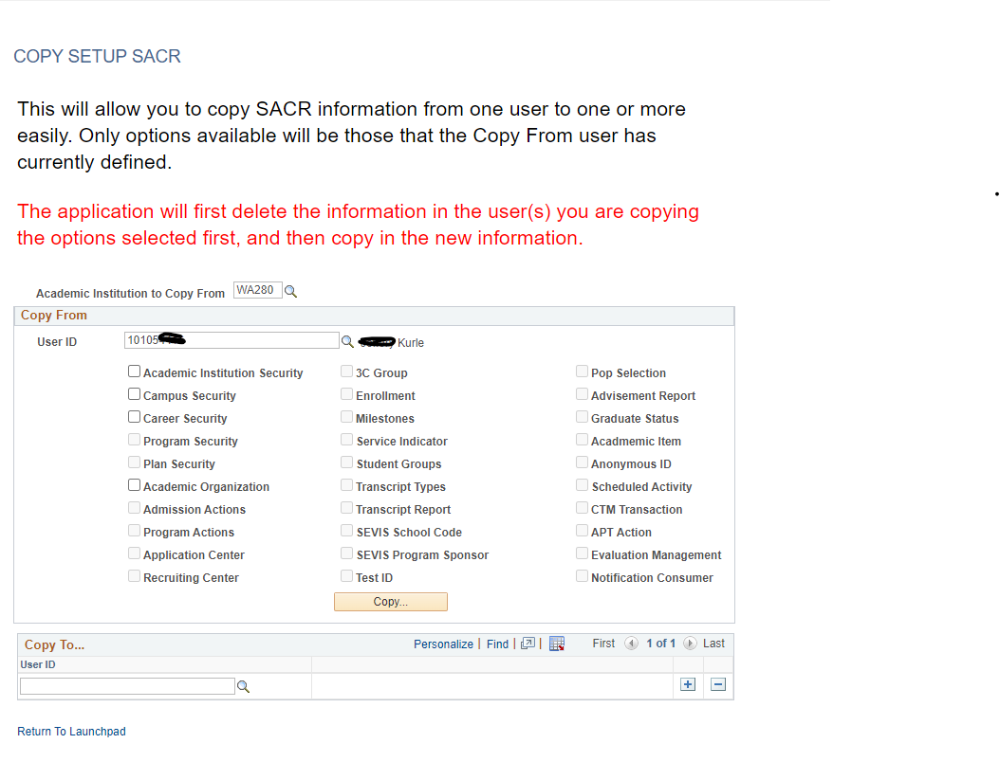 COPY SETUP SACR
This will allow you to copy SACR information from one user to one or more
easily. Only options available will be those that the Copy From user has
currently defined.
The application will first delete the information in the user(s) you are copying
the options selected first, and then copy in the new information.
Academic Institution to Copy From WA280
Copy From
User ID 10105 Kurle
Academic Institution Security 3C Group Pop Selection
Campus Security Enrollment Advisement Report
Career Security Milestones Graduate Status
Program Security Service Indicator Acadmemic Item
Plan Security Student Groups Anonymous ID
Academic Organization Transcript Types Scheduled Activity
Admission Actions Transcript Report CTM Transaction
Program Actions SEVIS School Code APT Action
Application Center SEVIS Program Sponsor Evaluation Management
Recruiting Center Test ID Notification Consumer
Copy...
Copy To... Personalize | Find | | First 1 of 1 Last
User ID
Return To Launchpad